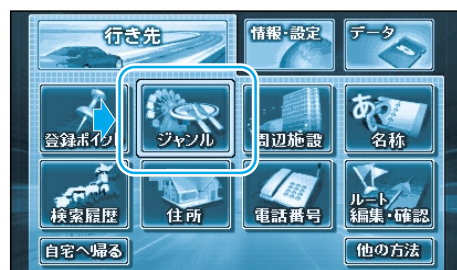 行き先
情報・設定
データ
登録ポイント
ジャンル
周辺施設
名称
検索履歴
住所
電話番号
ルート
編集・確認
自宅へ帰る
他の方法